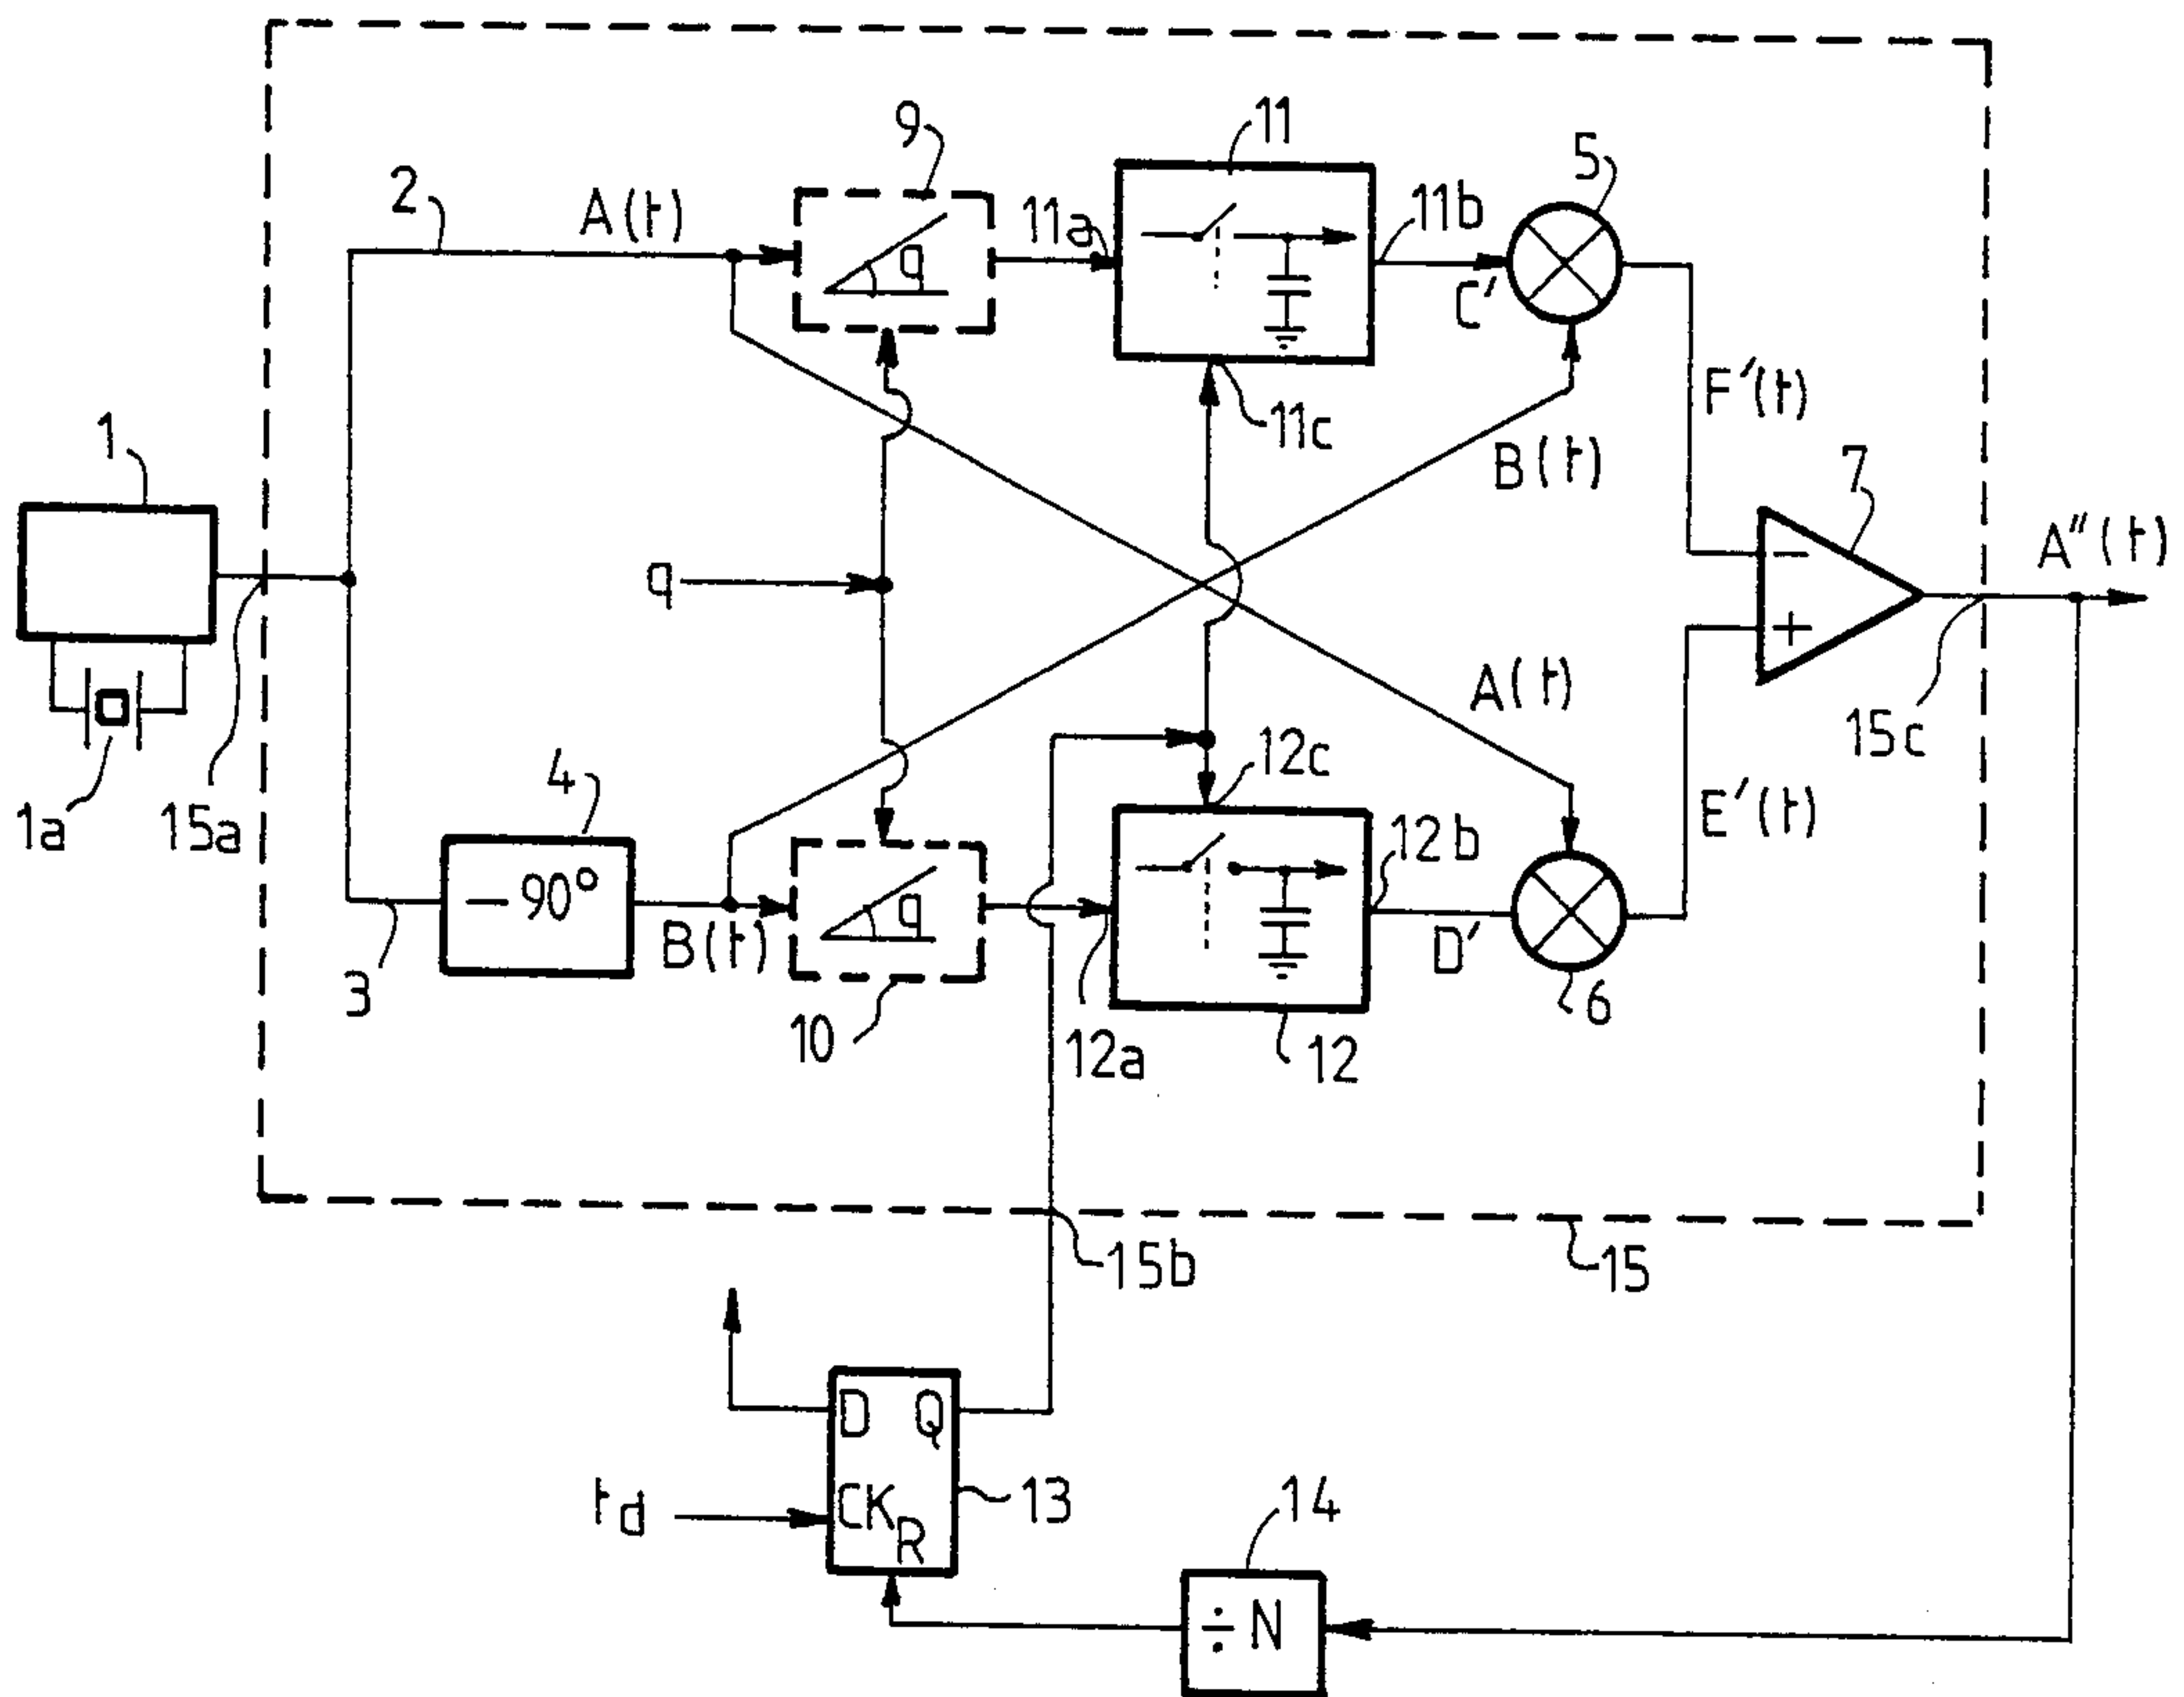 9
11
5
2
A(t)
11a
11b
q
C'
F'(t)
11c
1
B(t)
7
A''(t)
q
−
+
A(t)
15c
1a
15a
4
12c
E'(t)
12b
− 90°
q
B(t)
D'
3
10
12a
12
6
15b
15
D Q
td
CK
R
13
14
÷ N